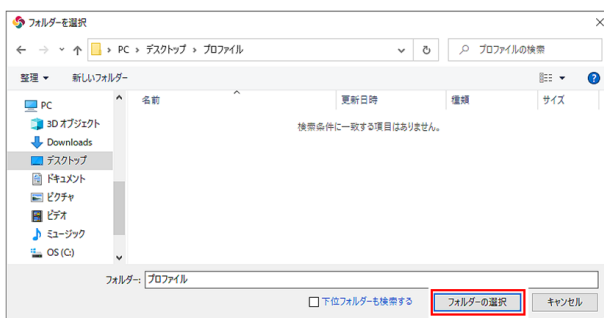 フォルダーを選択
PC › デスクトップ › プロファイル
プロファイルの検索
整理 新しいフォルダー
名前 更新日時 種類 サイズ
検索条件に一致する項目はありません。
PC
3D オブジェクト
Downloads
デスクトップ
ドキュメント
ピクチャ
ビデオ
ミュージック
OS (C:)
フォルダー: プロファイル
下位フォルダーも検索する フォルダーの選択 キャンセル